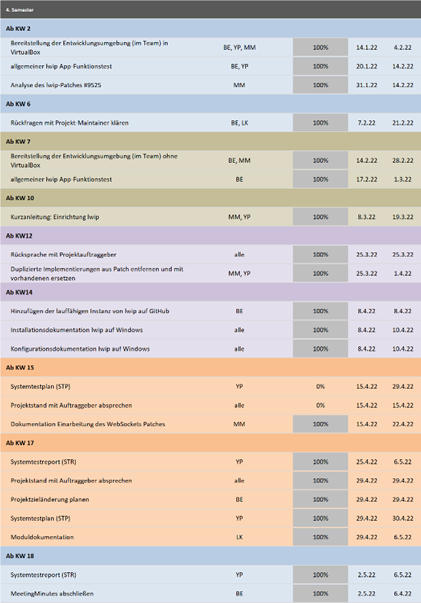 4. Semester
Ab KW 2
Bereitstellung der Entwicklungsumgebung (im Team) in VirtualBox BE, YP, MM 100% 14.1.22 4.2.22
allgemeiner lwip App-Funktionstest BE, YP 100% 20.1.22 14.2.22
Analyse des lwip-Patches #9525 MM 100% 31.1.22 14.2.22
Ab KW 6
Rückfragen mit Projekt-Maintainer klären BE, LK 100% 7.2.22 21.2.22
Ab KW 7
Bereitstellung der Entwicklungsumgebung (im Team) ohne VirtualBox BE, MM 100% 14.2.22 28.2.22
allgemeiner lwip App-Funktionstest BE 100% 17.2.22 1.3.22
Ab KW 10
Kurzanleitung: Einrichtung lwip MM, YP 100% 8.3.22 19.3.22
Ab KW12
Rücksprache mit Projektauftraggeber alle 100% 25.3.22 25.3.22
Duplizierte Implementierungen aus Patch entfernen und mit vorhandenen ersetzen MM, YP 100% 25.3.22 1.4.22
Ab KW14
Hinzufügen der lauffähigen Instanz von lwip auf GitHub BE 100% 8.4.22 8.4.22
Installationsdokumentation lwip auf Windows alle 100% 8.4.22 10.4.22
Konfigurationsdokumentation lwip auf Windows alle 100% 8.4.22 10.4.22
Ab KW 15
Systemtestplan (STP) YP 0% 15.4.22 29.4.22
Projektstand mit Auftraggeber absprechen alle 0% 15.4.22 15.4.22
Dokumentation Einarbeitung des WebSockets Patches MM 100% 15.4.22 22.4.22
Ab KW 17
Systemtestreport (STR) YP 100% 25.4.22 6.5.22
Projektstand mit Auftraggeber absprechen alle 100% 29.4.22 29.4.22
Projektzieländerung planen BE 100% 29.4.22 29.4.22
Systemtestplan (STP) YP 100% 29.4.22 30.4.22
Moduldokumentation LK 100% 29.4.22 6.5.22
Ab KW 18
Systemtestreport (STR) YP 100% 2.5.22 6.5.22
MeetingMinutes abschließen BE 100% 2.5.22 6.4.22